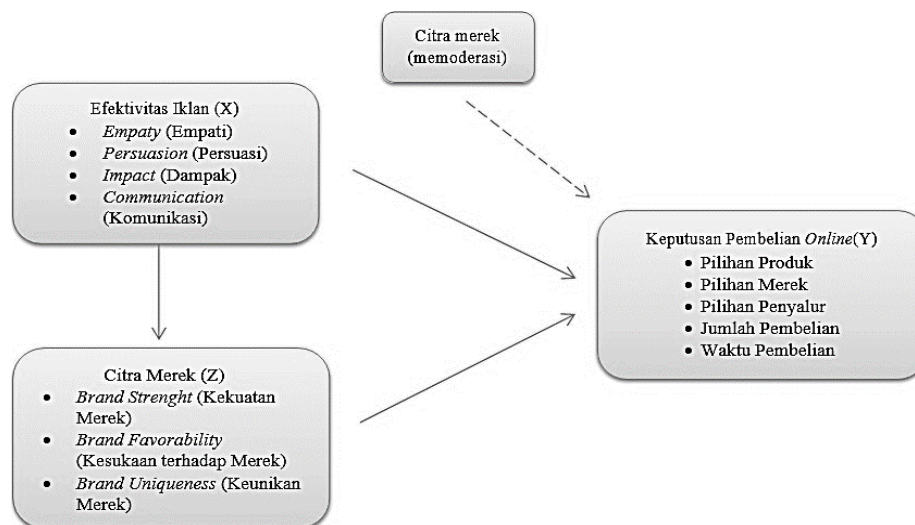 Citra merek
(memoderasi)
Efektivitas Iklan (X)
• Empaty (Empati)
• Persuasion (Persuasi)
• Impact (Dampak)
• Communication
(Komunikasi)
Keputusan Pembelian Online(Y)
• Pilihan Produk
• Pilihan Merek
• Pilihan Penyalur
• Jumlah Pembelian
• Waktu Pembelian
Citra Merek (Z)
• Brand Strenght (Kekuatan
Merek)
• Brand Favorability
(Kesukaan terhadap Merek)
• Brand Uniqueness (Keunikan
Merek)